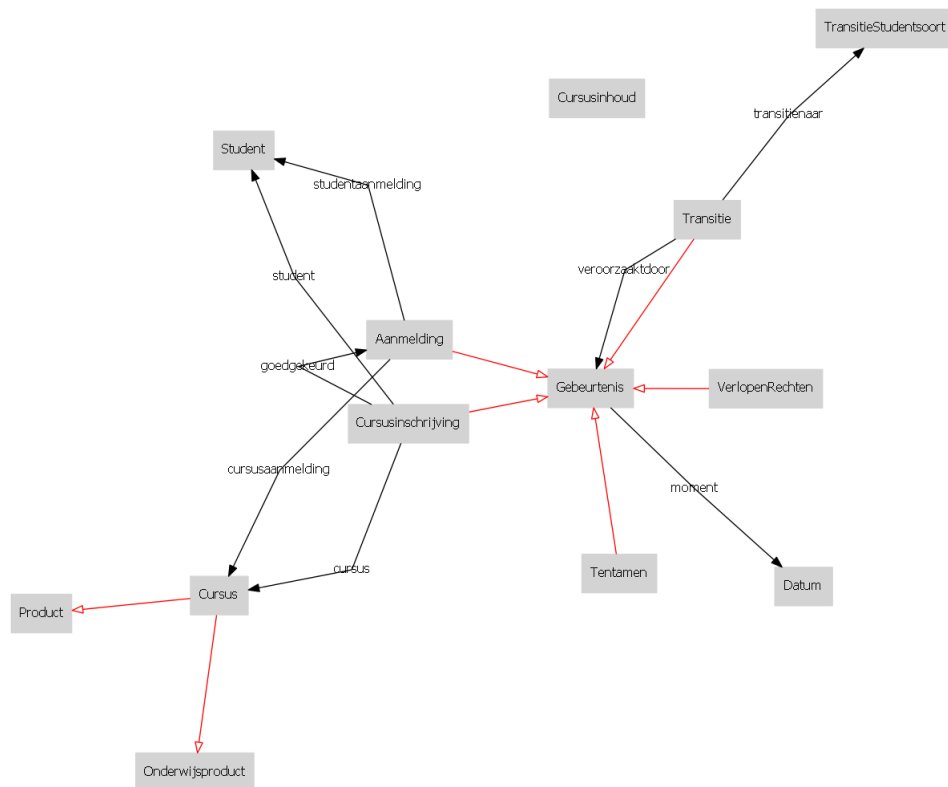 TransitieStudentsoort
Cursusinhoud
transitienaar
Student
studentaanmelding
Transitie
student
veroorzaaktdoor
Aanmelding
goedgekeurd
Gebeurtenis
VerlopenRechten
Cursusinschrijving
cursusaanmelding
moment
cursus
Tentamen
Datum
Cursus
Product
Onderwijsproduct